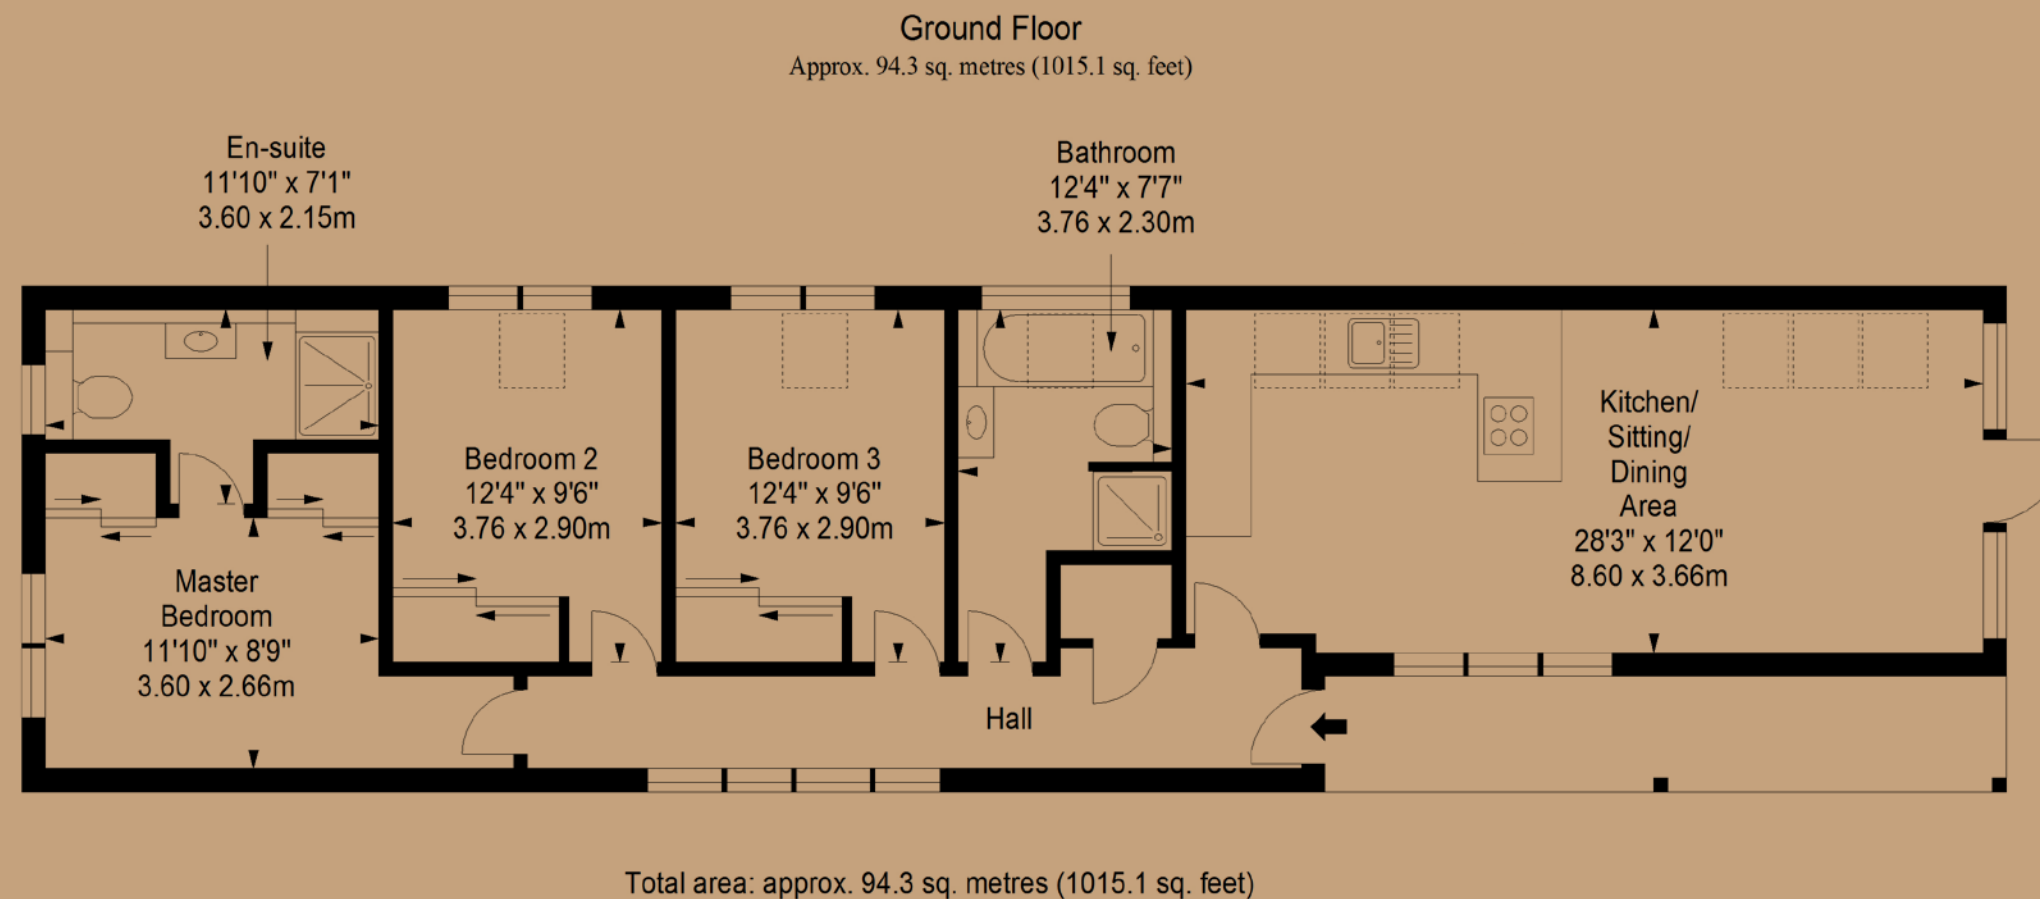 Ground Floor
Approx. 94.3 sq. metres (1015.1 sq. feet)
En-suite
11'10" x 7'1"
3.60 x 2.15m
Bathroom
12'4" x 7'7"
3.76 x 2.30m
Bedroom 2
12'4" x 9'6"
3.76 x 2.90m
Bedroom 3
12'4" x 9'6"
3.76 x 2.90m
Kitchen/
Sitting/
Dining
Area
28'3" x 12'0"
8.60 x 3.66m
Master
Bedroom
11'10" x 8'9"
3.60 x 2.66m
Hall
Total area: approx. 94.3 sq. metres (1015.1 sq. feet)